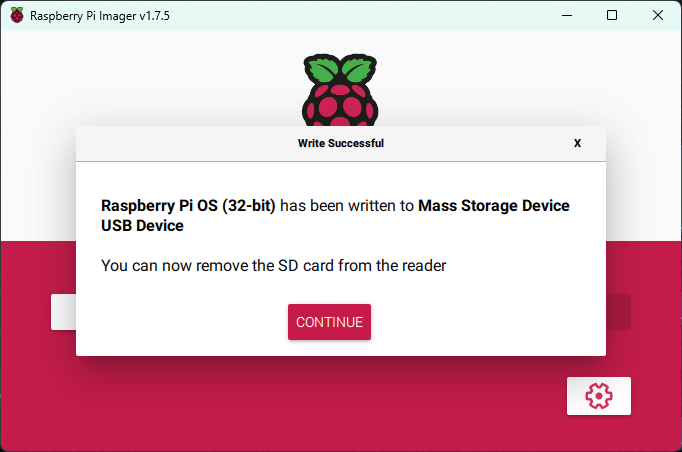 Raspberry Pi Imager v1.7.5
Write Successful
X
Raspberry Pi OS (32-bit) has been written to Mass Storage Device
USB Device
You can now remove the SD card from the reader
CONTINUE